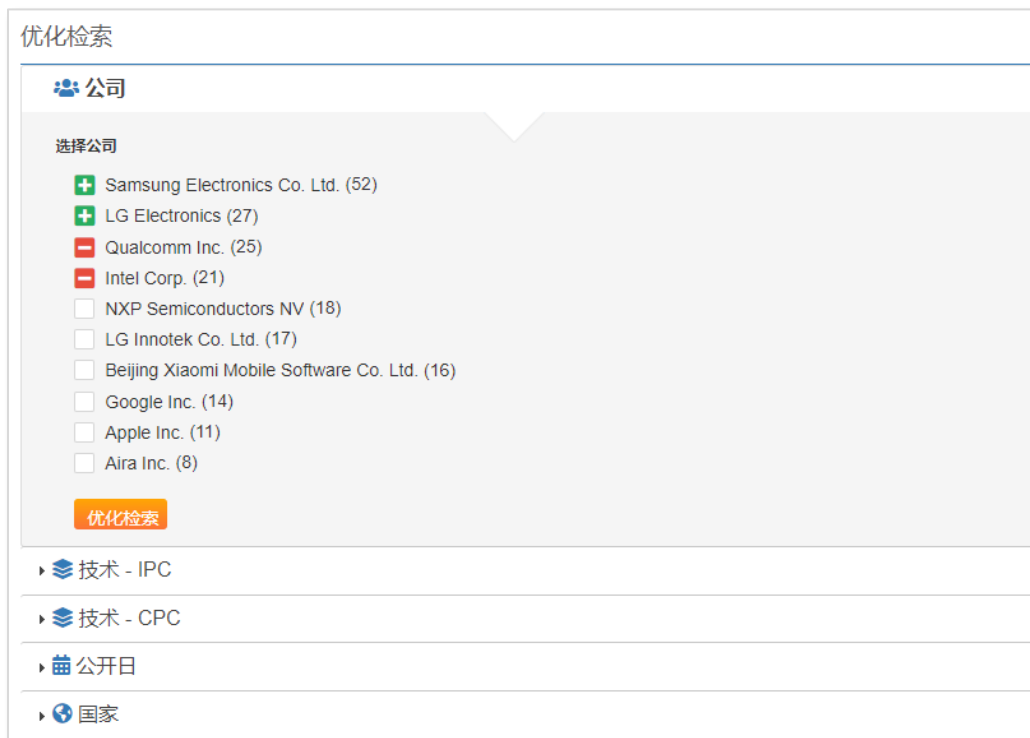 优化检索
公司
选择公司
Samsung Electronics Co. Ltd. (52)
LG Electronics (27)
Qualcomm Inc. (25)
Intel Corp. (21)
NXP Semiconductors NV (18)
LG Innotek Co. Ltd. (17)
Beijing Xiaomi Mobile Software Co. Ltd. (16)
Google Inc. (14)
Apple Inc. (11)
Aira Inc. (8)
优化检索
技术 - IPC
技术 - CPC
公开日
国家